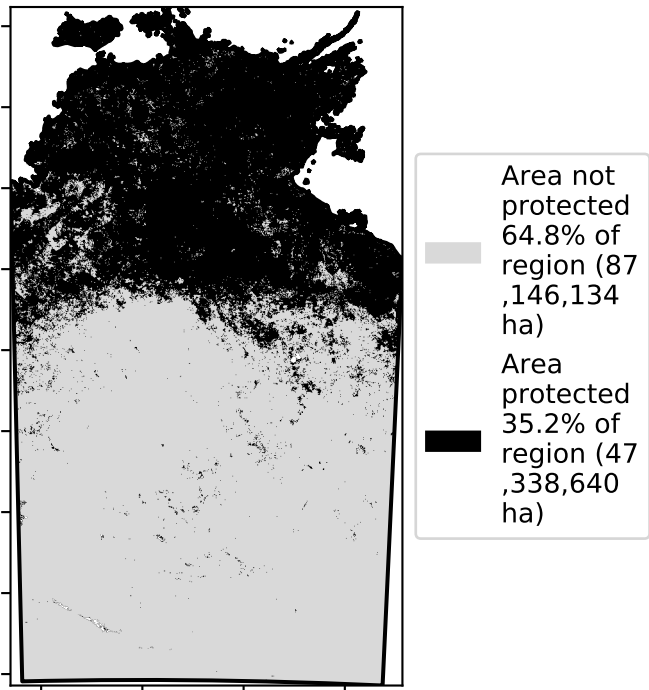 Area not
protected
64.8% of
region (87
,146,134
ha)
Area
protected
35.2% of
region (47
,338,640
ha)